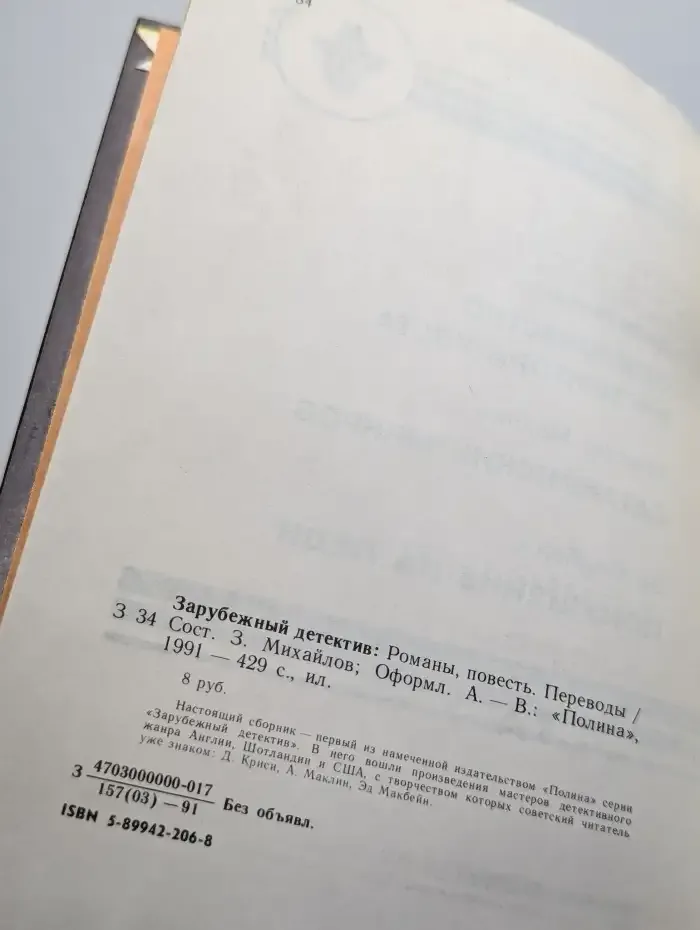 84
Зарубежный детектив: Романы, повесть. Переводы /
З 34 Сост. З. Михайлов; Оформл. А. — В.: «Полина»,
1991 — 429 с., ил.
8 руб.
Настоящий сборник — первый из намеченной издательством «Полина» серии
«Зарубежный детектив». В него вошли произведения мастеров детективного
жанра Англии, Шотландии и США, с творчеством которых советский читатель
уже знаком: Д. Криси, А. Маклин, Эд Макбейн.
З 4703000000-017
157(03) — 91
Без объявл.
ISBN 5-89942-206-8